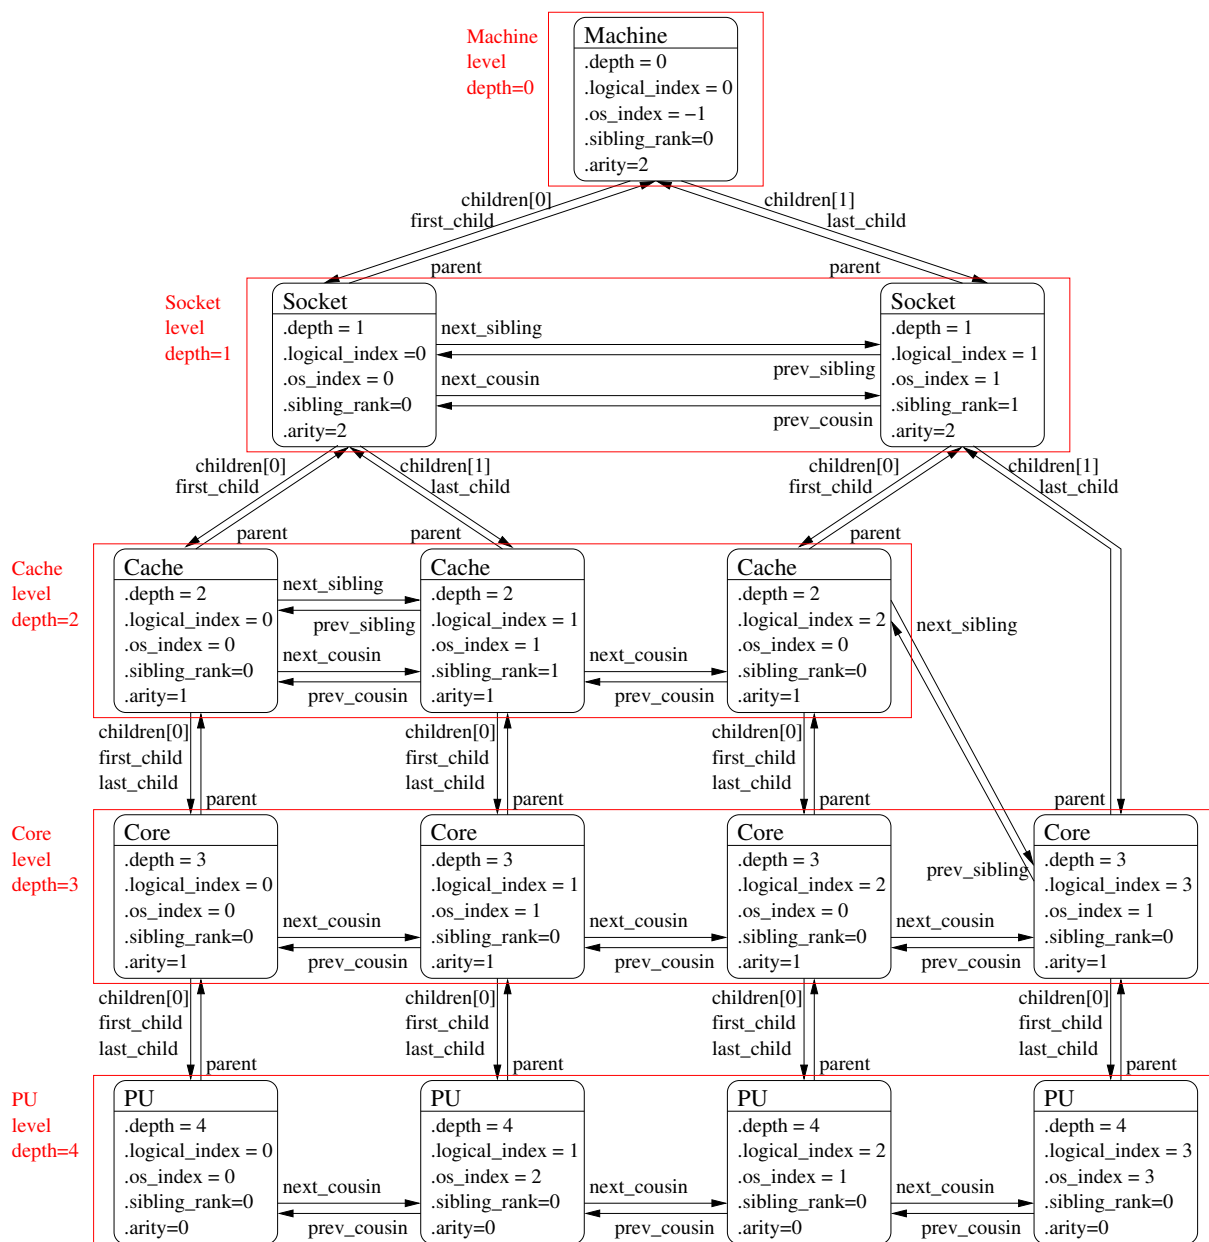 Machine
level
depth=0
Machine
.depth = 0
.logical_index = 0
.os_index = −1
.sibling_rank=0
.arity=2
children[0]
first_child
parent
children[1]
last_child
parent
Socket
level
depth=1
Socket
.depth = 1
.logical_index =0
.os_index = 0
.sibling_rank=0
.arity=2
next_sibling
prev_sibling
next_cousin
prev_cousin
Socket
.depth = 1
.logical_index = 1
.os_index = 1
.sibling_rank=1
.arity=2
children[0]
first_child
parent
children[1]
last_child
parent
children[0]
first_child
parent
children[1]
last_child
Cache
level
depth=2
Cache
.depth = 2
.logical_index = 0
.os_index = 0
.sibling_rank=0
.arity=1
next_sibling
prev_sibling
next_cousin
prev_cousin
Cache
.depth = 2
.logical_index = 1
.os_index = 1
.sibling_rank=1
.arity=1
next_cousin
prev_cousin
Cache
.depth = 2
.logical_index = 2
.os_index = 0
.sibling_rank=0
.arity=1
next_sibling
prev_sibling
children[0]
first_child
last_child
parent
children[0]
first_child
last_child
parent
children[0]
first_child
last_child
parent
parent
Core
level
depth=3
Core
.depth = 3
.logical_index = 0
.os_index = 0
.sibling_rank=0
.arity=1
next_cousin
prev_cousin
Core
.depth = 3
.logical_index = 1
.os_index = 1
.sibling_rank=0
.arity=1
next_cousin
prev_cousin
Core
.depth = 3
.logical_index = 2
.os_index = 0
.sibling_rank=0
.arity=1
next_cousin
prev_cousin
Core
.depth = 3
.logical_index = 3
.os_index = 1
.sibling_rank=0
.arity=1
children[0]
first_child
last_child
parent
children[0]
first_child
last_child
parent
children[0]
first_child
last_child
parent
children[0]
first_child
last_child
parent
PU
level
depth=4
PU
.depth = 4
.logical_index = 0
.os_index = 0
.sibling_rank=0
.arity=0
next_cousin
prev_cousin
PU
.depth = 4
.logical_index = 1
.os_index = 2
.sibling_rank=0
.arity=0
next_cousin
prev_cousin
PU
.depth = 4
.logical_index = 2
.os_index = 1
.sibling_rank=0
.arity=0
next_cousin
prev_cousin
PU
.depth = 4
.logical_index = 3
.os_index = 3
.sibling_rank=0
.arity=0